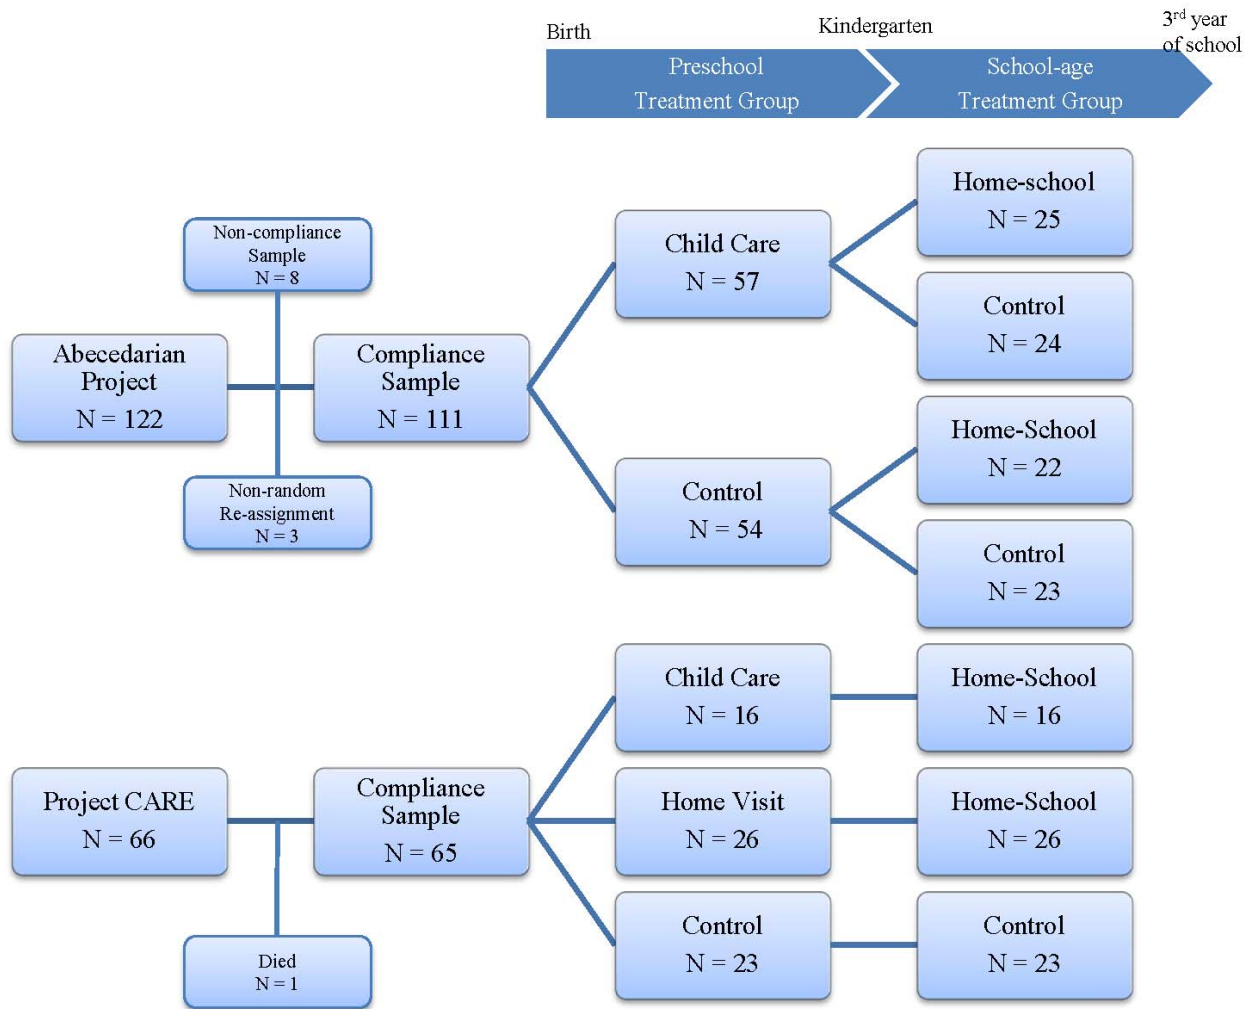 Birth
Kindergarten
3rd year
of school
Preschool
Treatment Group
School-age
Treatment Group
Non-compliance
Sample
N = 8
Abecedarian
Project
N = 122
Compliance
Sample
N = 111
Non-random
Re-assignment
N = 3
Child Care
N = 57
Home-school
N = 25
Control
N = 24
Control
N = 54
Home-School
N = 22
Control
N = 23
Project CARE
N = 66
Compliance
Sample
N = 65
Died
N = 1
Child Care
N = 16
Home-School
N = 16
Home Visit
N = 26
Home-School
N = 26
Control
N = 23
Control
N = 23